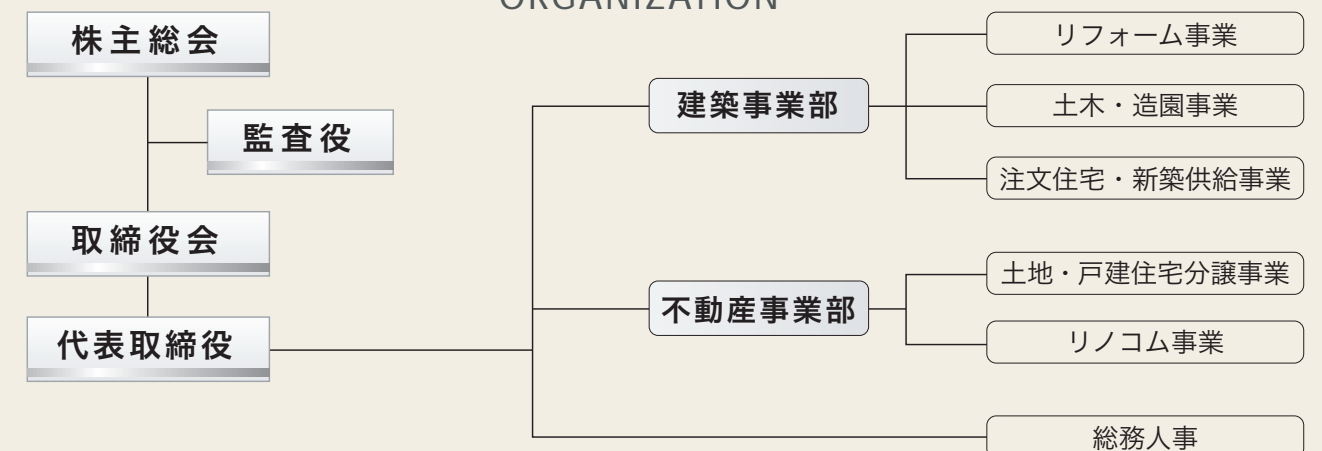 ORGANIZATION
株主総会
監査役
取締役会
代表取締役
建築事業部
リフォーム事業
土木・造園事業
注文住宅・新築供給事業
不動産事業部
土地・戸建住宅分譲事業
リノコム事業
総務人事